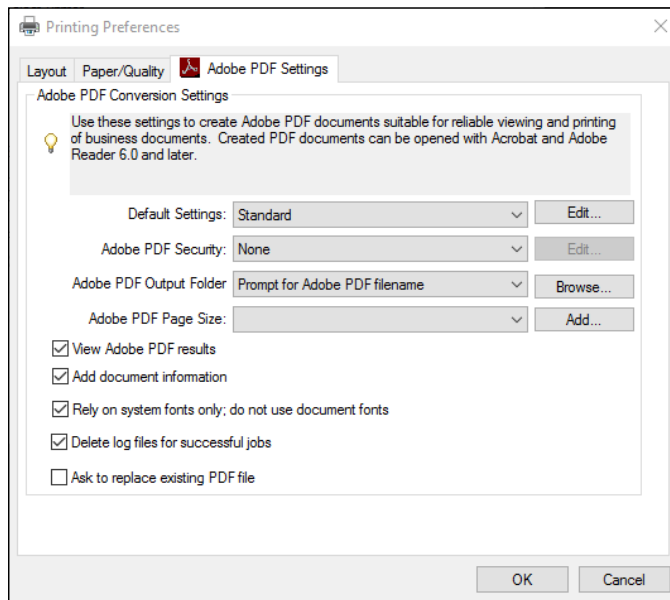 Printing Preferences
Layout
Paper/Quality
Adobe PDF Settings
Adobe PDF Conversion Settings
Use these settings to create Adobe PDF documents suitable for reliable viewing and printing
of business documents.  Created PDF documents can be opened with Acrobat and Adobe
Reader 6.0 and later.
Default Settings: Standard Edit...
Adobe PDF Security: None Edit...
Adobe PDF Output Folder Prompt for Adobe PDF filename Browse...
Adobe PDF Page Size: Add...
View Adobe PDF results
Add document information
Rely on system fonts only; do not use document fonts
Delete log files for successful jobs
Ask to replace existing PDF file
OK Cancel